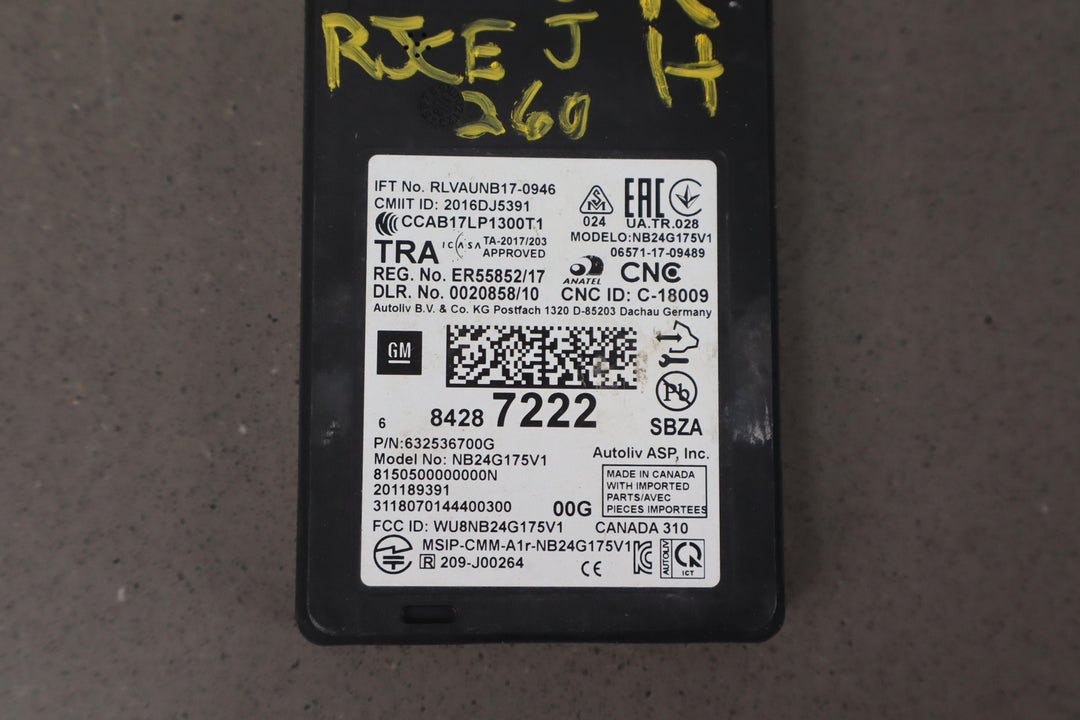 RJCE J H
260
IFT No. RLVAUNB17-0946
CMIIT ID: 2016DJ5391
CCAB17LP1300T1
024
EAC
UA.TR.028
TRA ICASA TA-2017/203 APPROVED
MODELO:NB24G175V1
06571-17-09489
REG. No. ER55852/17
ANATEL CNC
DLR. No. 0020858/10 CNC ID: C-18009
Autoliv B.V. & Co. KG Postfach 1320 D-85203 Dachau Germany
GM
Pb
6 8428 7222 SBZA
P/N:632536700G
Model No: NB24G175V1 Autoliv ASP, Inc.
8150500000000N
201189391
3118070144400300 00G
MADE IN CANADA
WITH IMPORTED
PARTS/AVEC
PIECES IMPORTEES
FCC ID: WU8NB24G175V1 CANADA 310
MSIP-CMM-A1r-NB24G175V1
R 209-J00264 CE
AUTOLIV
ICT